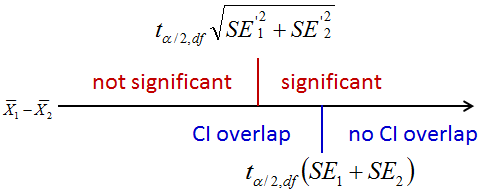 t_{α/2,df} √(SE'²₁ + SE'²₂)
not significant significant
X̄₁ − X̄₂
CI overlap no CI overlap
t_{α/2,df}(SE₁ + SE₂)